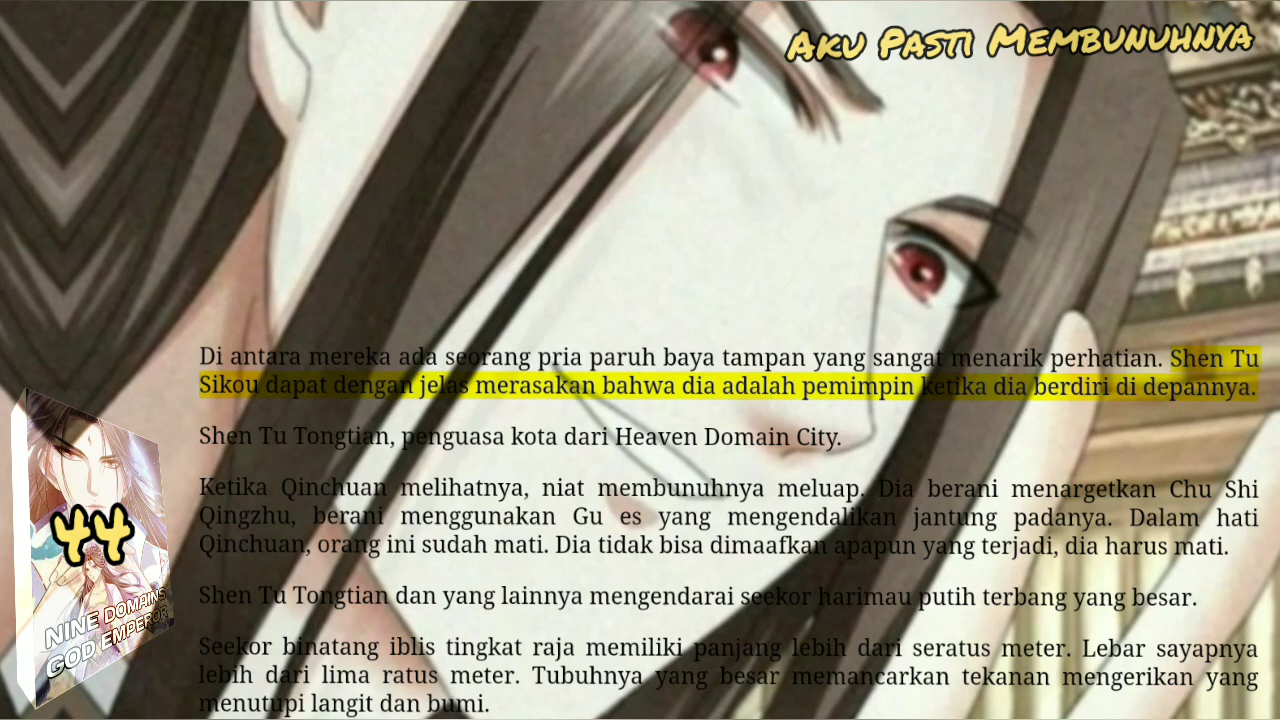 Aku Pasti Membunuhnya
Di antara mereka ada seorang pria paruh baya tampan yang sangat menarik perhatian. Shen Tu
Sikou dapat dengan jelas merasakan bahwa dia adalah pemimpin ketika dia berdiri di depannya.
Shen Tu Tongtian, penguasa kota dari Heaven Domain City.
Ketika Qinchuan melihatnya, niat membunuhnya meluap. Dia berani menargetkan Chu Shi
Qingzhu, berani menggunakan Gu es yang mengendalikan jantung padanya. Dalam hati
Qinchuan, orang ini sudah mati. Dia tidak bisa dimaafkan apapun yang terjadi, dia harus mati.
Shen Tu Tongtian dan yang lainnya mengendarai seekor harimau putih terbang yang besar.
Seekor binatang iblis tingkat raja memiliki panjang lebih dari seratus meter. Lebar sayapnya
lebih dari lima ratus meter. Tubuhnya yang besar memancarkan tekanan mengerikan yang
menutupi langit dan bumi.
44
NINE DOMAINS
GOD EMPEROR